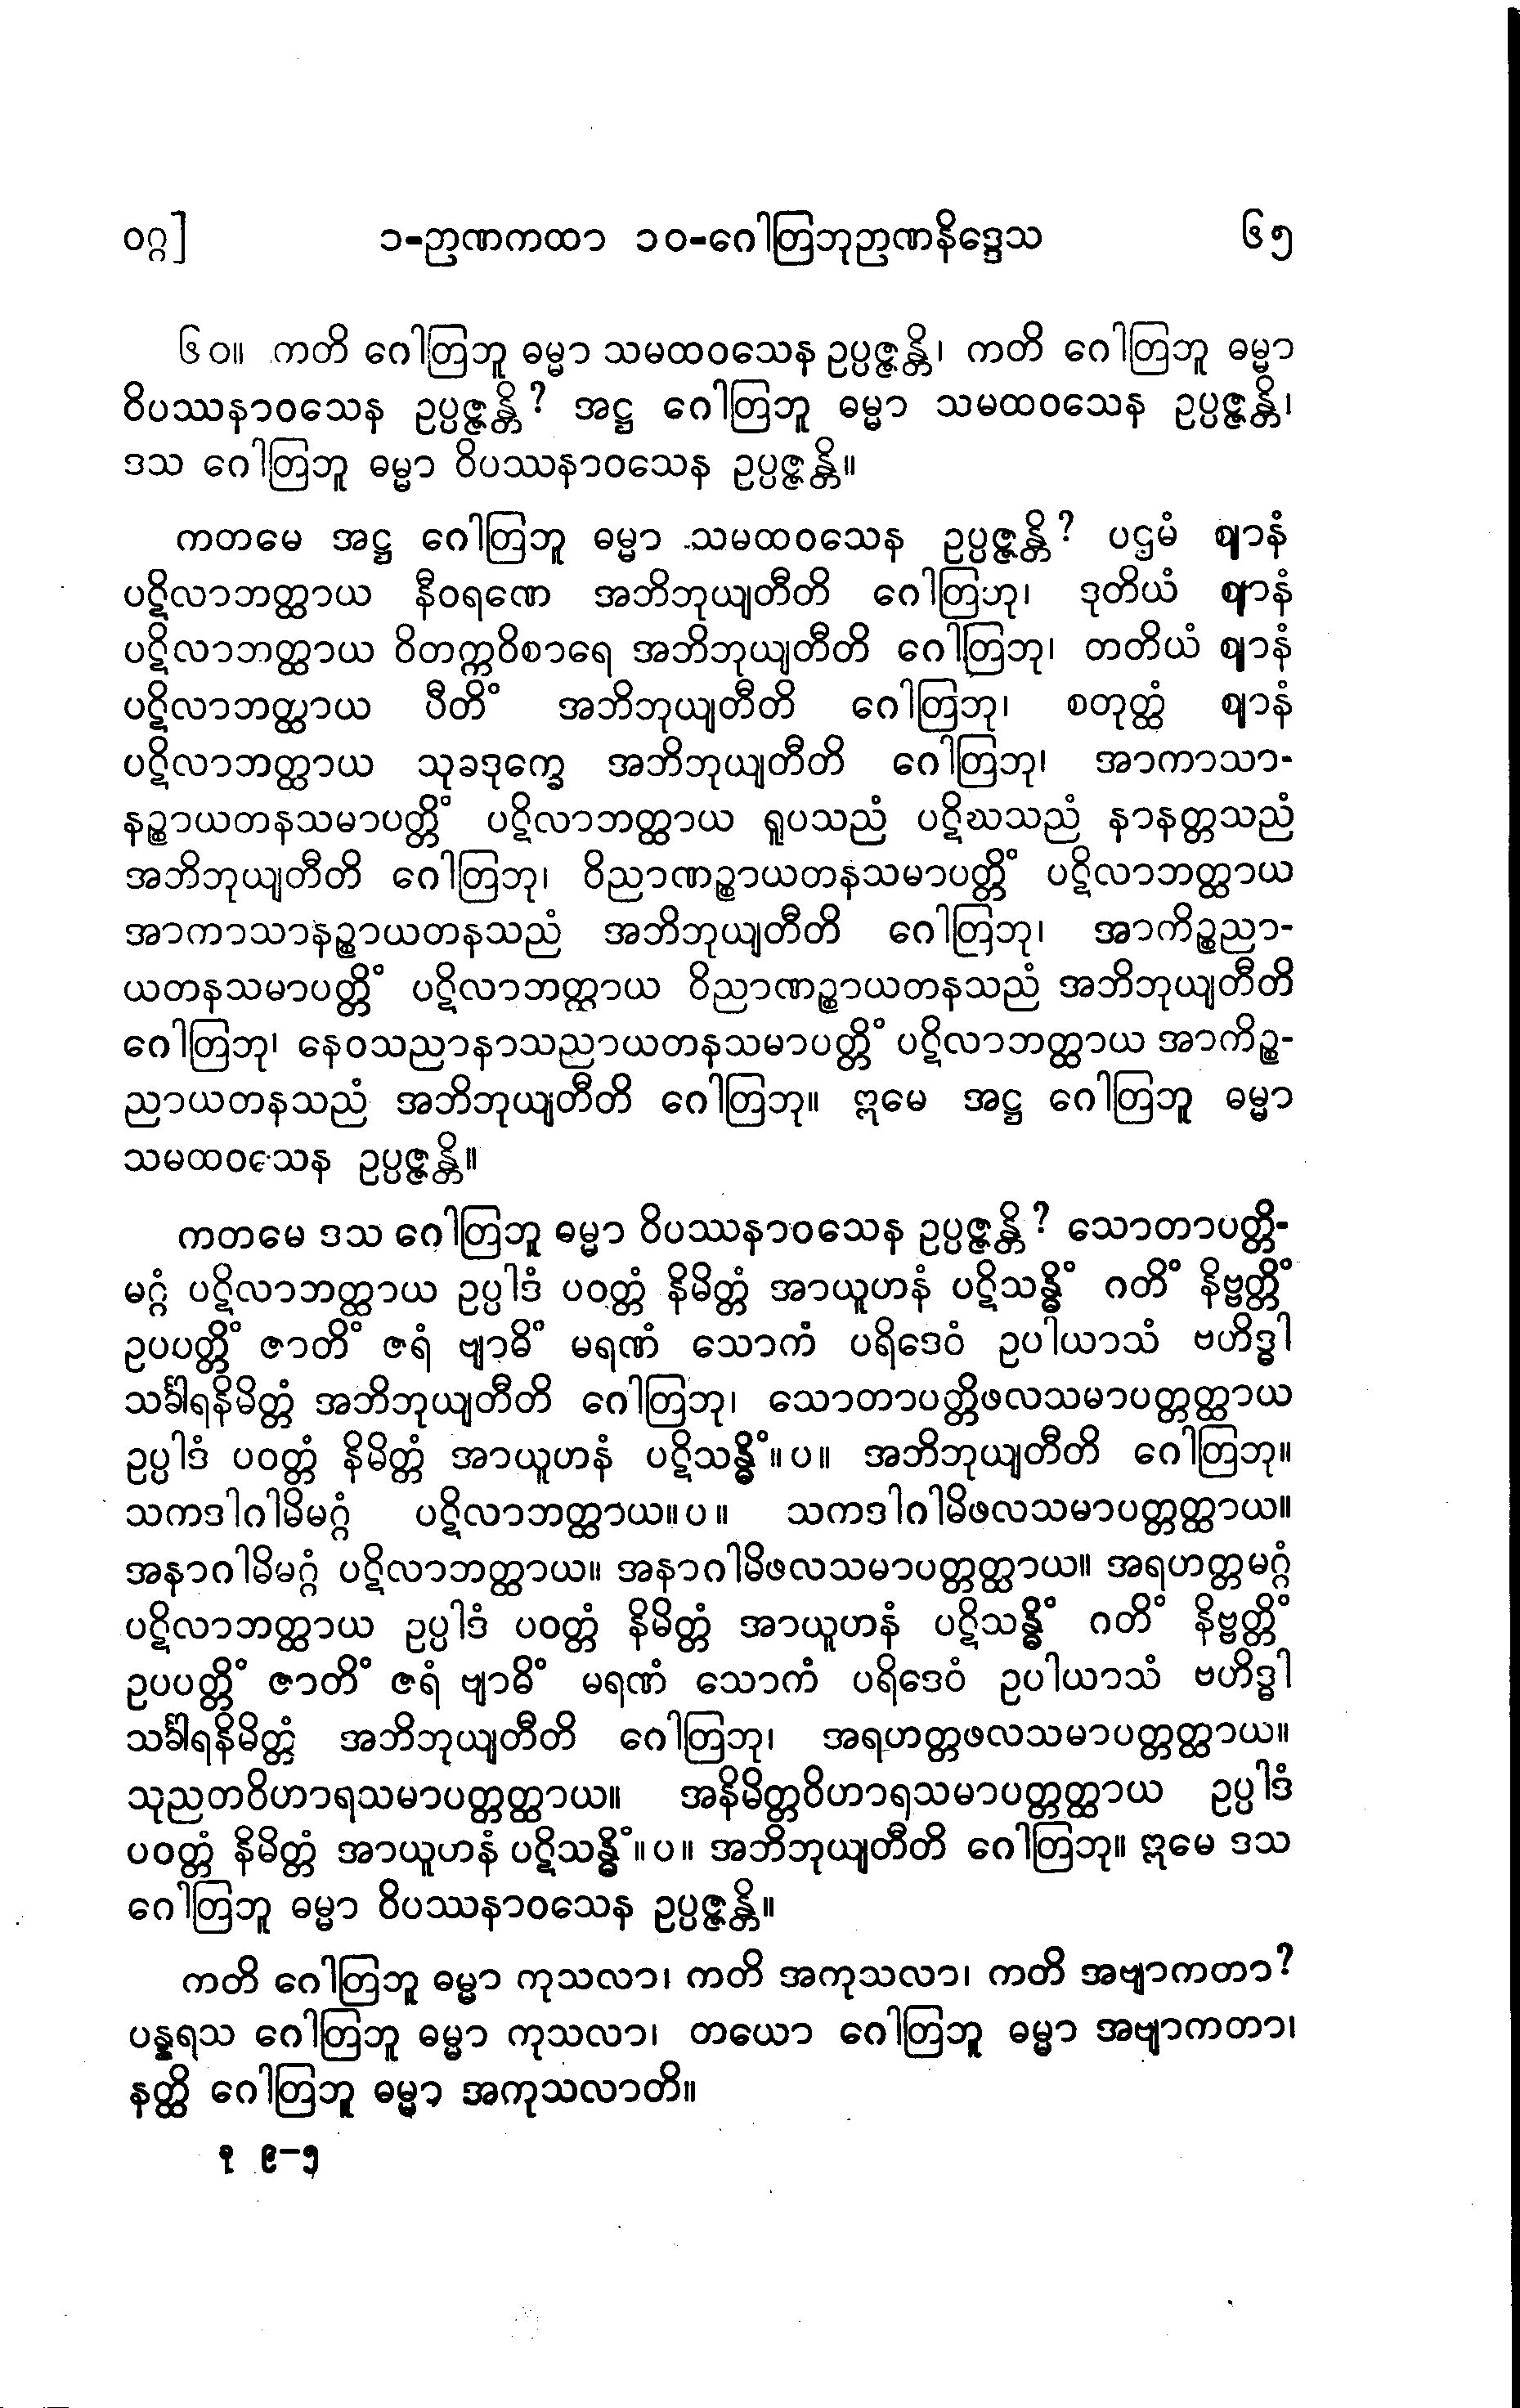 ဝဂ္ဂ] ၁-ဉာဏကထာ ၁၀-ဂေါတြဘုဉာဏနိဒ္ဒေသ ၆၅
၆၀။ ကတိ ဂေါတြဘူ ဓမ္မာ သမထဝသေန ဥပ္ပဇ္ဇန္တိ၊ ကတိ ဂေါတြဘူ ဓမ္မာ
ဝိပဿနာဝသေန ဥပ္ပဇ္ဇန္တိ? အဋ္ဌ ဂေါတြဘူ ဓမ္မာ သမထဝသေန ဥပ္ပဇ္ဇန္တိ၊
ဒသ ဂေါတြဘူ ဓမ္မာ ဝိပဿနာဝသေန ဥပ္ပဇ္ဇန္တိ။
ကတမေ အဋ္ဌ ဂေါတြဘူ ဓမ္မာ သမထဝသေန ဥပ္ပဇ္ဇန္တိ? ပဌမံ ဈာနံ
ပဋိလာဘတ္ထာယ နီဝရဏေ အဘိဘုယျတီတိ ဂေါတြဘု၊ ဒုတိယံ ဈာနံ
ပဋိလာဘတ္ထာယ ဝိတက္ကဝိစာရေ အဘိဘုယျတီတိ ဂေါတြဘု၊ တတိယံ ဈာနံ
ပဋိလာဘတ္ထာယ ပီတိံ အဘိဘုယျတီတိ ဂေါတြဘု၊ စတုတ္ထံ ဈာနံ
ပဋိလာဘတ္ထာယ သုခဒုက္ခေ အဘိဘုယျတီတိ ဂေါတြဘု၊ အာကာသာ-
နဉ္စာယတနသမာပတ္တိံ ပဋိလာဘတ္ထာယ ရူပသညံ ပဋိဃသညံ နာနတ္တသညံ
အဘိဘုယျတီတိ ဂေါတြဘု၊ ဝိညာဏဉ္စာယတနသမာပတ္တိံ ပဋိလာဘတ္ထာယ
အာကာသာနဉ္စာယတနသညံ အဘိဘုယျတီတိ ဂေါတြဘု၊ အာကိဉ္စညာ-
ယတနသမာပတ္တိံ ပဋိလာဘတ္ထာယ ဝိညာဏဉ္စာယတနသညံ အဘိဘုယျတီတိ
ဂေါတြဘု၊ နေဝသညာနာသညာယတနသမာပတ္တိံ ပဋိလာဘတ္ထာယ အာကိဉ္စ-
ညာယတနသညံ အဘိဘုယျတီတိ ဂေါတြဘု။ ဣမေ အဋ္ဌ ဂေါတြဘူ ဓမ္မာ
သမထဝသေန ဥပ္ပဇ္ဇန္တိ။
ကတမေ ဒသ ဂေါတြဘူ ဓမ္မာ ဝိပဿနာဝသေန ဥပ္ပဇ္ဇန္တိ? သောတာပတ္တိ-
မဂ္ဂံ ပဋိလာဘတ္ထာယ ဥပ္ပါဒံ ပဝတ္တံ နိမိတ္တံ အာယူဟနံ ပဋိသန္ဓိံ ဂတိံ နိဗ္ဗတ္တိံ
ဥပပတ္တိံ ဇာတိံ ဇရံ ဗျာဓိံ မရဏံ သောကံ ပရိဒေဝံ ဥပါယာသံ ဗဟိဒ္ဓါ
သင်္ခါရနိမိတ္တံ အဘိဘုယျတီတိ ဂေါတြဘု၊ သောတာပတ္တိဖလသမာပတ္တတ္ထာယ
ဥပ္ပါဒံ ပဝတ္တံ နိမိတ္တံ အာယူဟနံ ပဋိသန္ဓိံ။ပ။ အဘိဘုယျတီတိ ဂေါတြဘု။
သကဒါဂါမိမဂ္ဂံ ပဋိလာဘတ္ထာယ။ပ။ သကဒါဂါမိဖလသမာပတ္တတ္ထာယ။
အနာဂါမိမဂ္ဂံ ပဋိလာဘတ္ထာယ။ အနာဂါမိဖလသမာပတ္တတ္ထာယ။ အရဟတ္တမဂ္ဂံ
ပဋိလာဘတ္ထာယ ဥပ္ပါဒံ ပဝတ္တံ နိမိတ္တံ အာယူဟနံ ပဋိသန္ဓိံ ဂတိံ နိဗ္ဗတ္တိံ
ဥပပတ္တိံ ဇာတိံ ဇရံ ဗျာဓိံ မရဏံ သောကံ ပရိဒေဝံ ဥပါယာသံ ဗဟိဒ္ဓါ
သင်္ခါရနိမိတ္တံ အဘိဘုယျတီတိ ဂေါတြဘု၊ အရဟတ္တဖလသမာပတ္တတ္ထာယ။
သုညတဝိဟာရသမာပတ္တတ္ထာယ။ အနိမိတ္တဝိဟာရသမာပတ္တတ္ထာယ ဥပ္ပါဒံ
ပဝတ္တံ နိမိတ္တံ အာယူဟနံ ပဋိသန္ဓိံ။ပ။ အဘိဘုယျတီတိ ဂေါတြဘု။ ဣမေ ဒသ
ဂေါတြဘူ ဓမ္မာ ဝိပဿနာဝသေန ဥပ္ပဇ္ဇန္တိ။
ကတိ ဂေါတြဘူ ဓမ္မာ ကုသလာ၊ ကတိ အကုသလာ၊ ကတိ အဗျာကတာ?
ပန္နရသ ဂေါတြဘူ ဓမ္မာ ကုသလာ၊ တယော ဂေါတြဘူ ဓမ္မာ အဗျာကတာ၊
နတ္ထိ ဂေါတြဘူ ဓမ္မာ အကုသလာတိ။
ခု ၉-၅